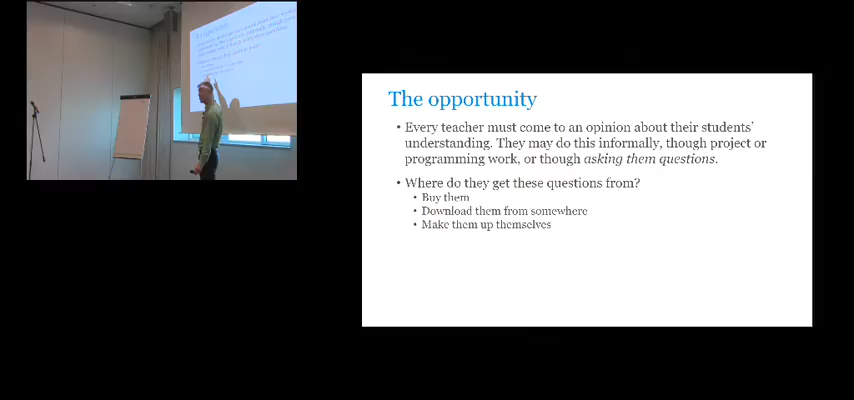 The opportunity
• Every teacher must come to an opinion about their students'
understanding. They may do this informally, though project or
programming work, or though asking them questions.
• Where do they get these questions from?
• Buy them
• Download them from somewhere
• Make them up themselves